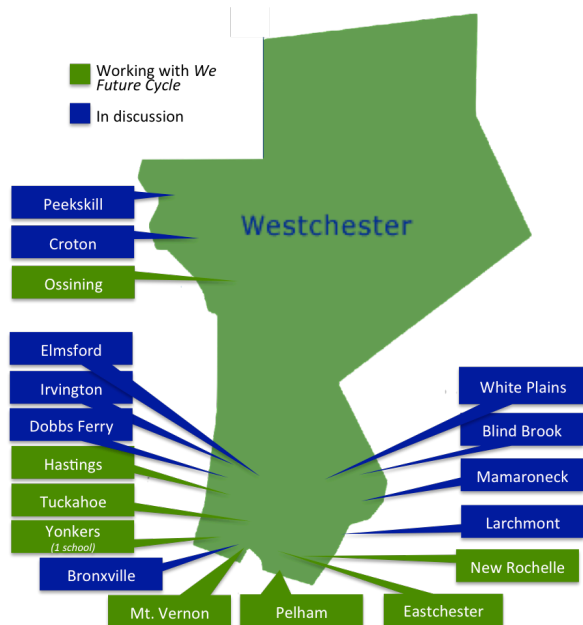 Working with We
Future Cycle
In discussion
Westchester
Peekskill
Croton
Ossining
Elmsford
Irvington
Dobbs Ferry
Hastings
Tuckahoe
Yonkers
(1 school)
Bronxville
Mt. Vernon
Pelham
Eastchester
New Rochelle
Larchmont
Mamaroneck
Blind Brook
White Plains